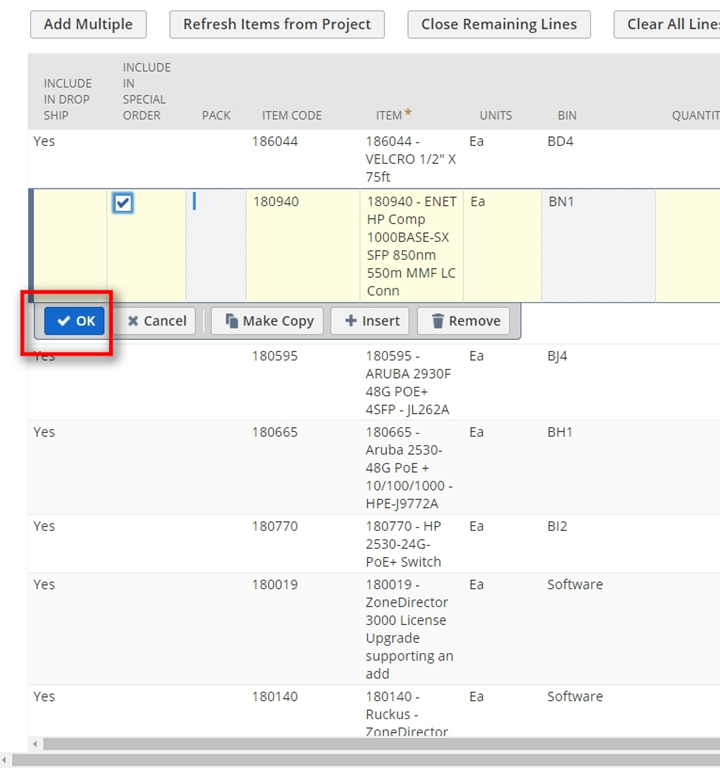 Add Multiple Refresh Items from Project Close Remaining Lines Clear All Lines
INCLUDE IN DROP SHIP INCLUDE IN SPECIAL ORDER PACK ITEM CODE ITEM* UNITS BIN QUANTIT
Yes 186044 186044 - Ea BD4
VELCRO 1/2" X
75ft
180940 180940 - ENET Ea BN1
HP Comp
1000BASE-SX
SFP 850nm
550m MMF LC
Conn
OK Cancel Make Copy Insert Remove
Yes 180595 180595 - Ea BJ4
ARUBA 2930F
48G POE+
4SFP - JL262A
Yes 180665 180665 - Ea BH1
Aruba 2530-
48G PoE +
10/100/1000 -
HPE-J9772A
Yes 180770 180770 - HP Ea BI2
2530-24G-
PoE+ Switch
Yes 180019 180019 - Ea Software
ZoneDirector
3000 License
Upgrade
supporting an
add
Yes 180140 180140 - Ea Software
Ruckus -
ZoneDirector